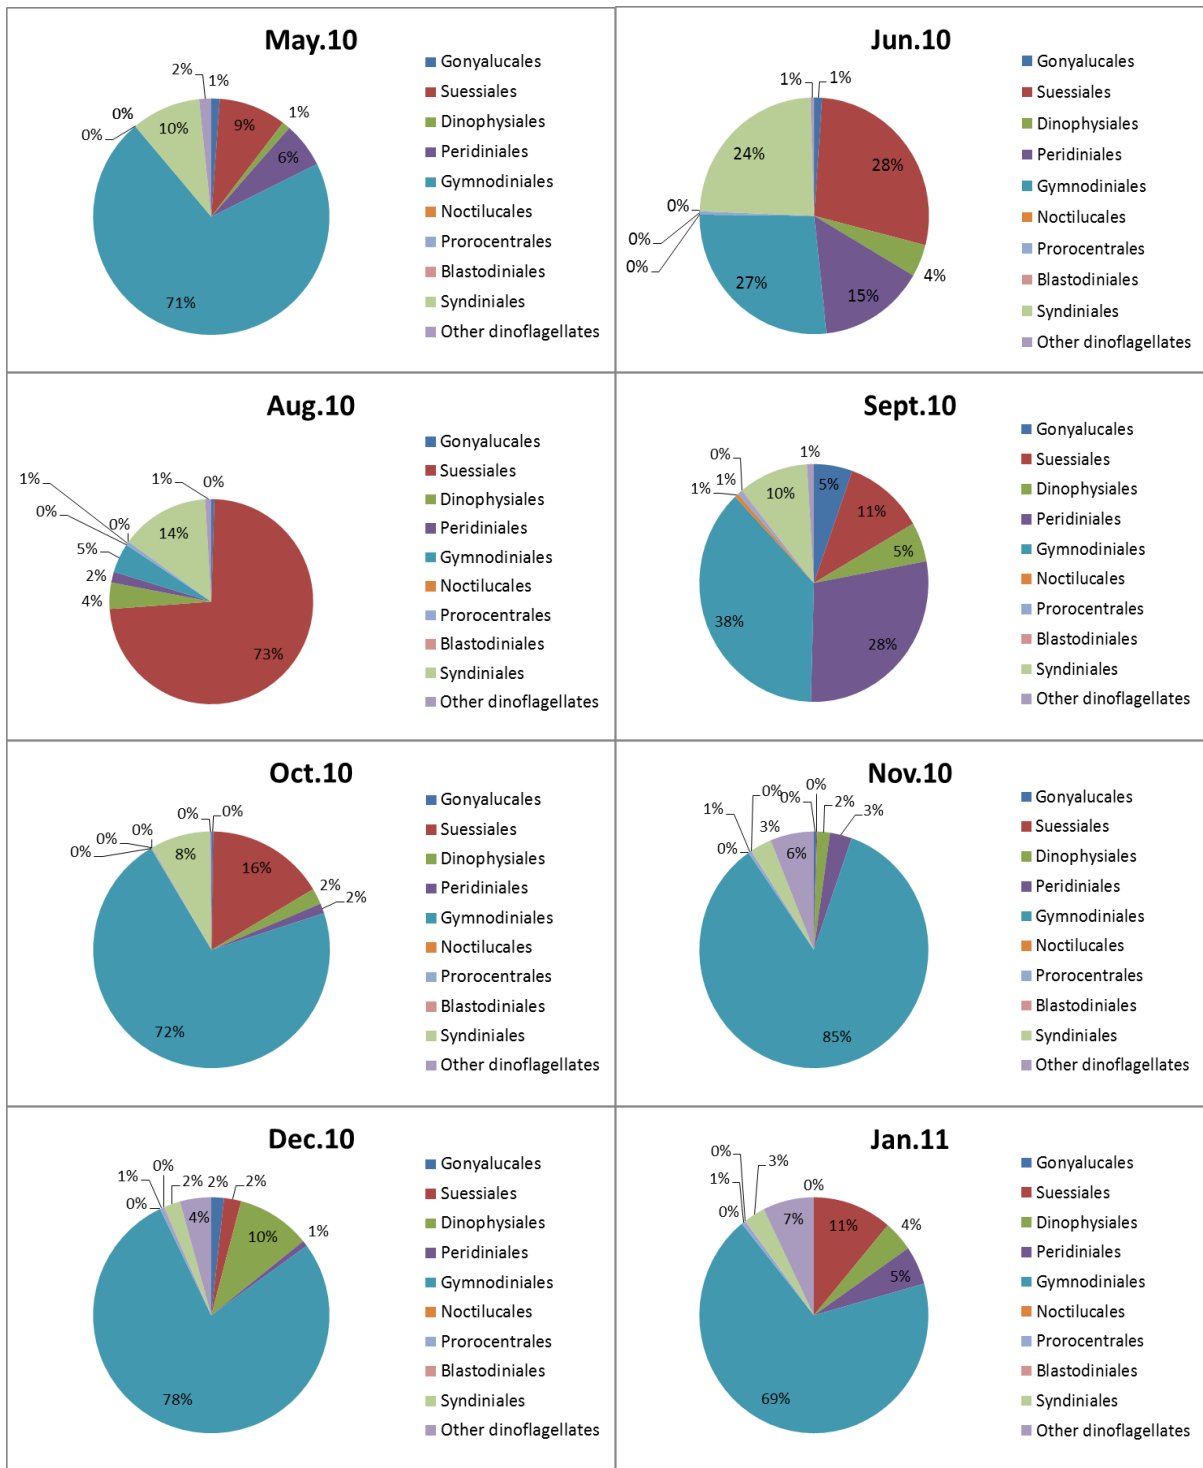 May.10
2%
1%
1%
0%
0%
10%
9%
6%
71%
Gonyalucales
Suessiales
Dinophysiales
Peridiniales
Gymnodiniales
Noctilucales
Prorocentrales
Blastodiniales
Syndiniales
Other dinoflagellates
Jun.10
1%
1%
24%
28%
0%
0%
0%
4%
27%
15%
Gonyalucales
Suessiales
Dinophysiales
Peridiniales
Gymnodiniales
Noctilucales
Prorocentrales
Blastodiniales
Syndiniales
Other dinoflagellates
Aug.10
1%
1%
0%
0%
0%
14%
5%
2%
4%
73%
Gonyalucales
Suessiales
Dinophysiales
Peridiniales
Gymnodiniales
Noctilucales
Prorocentrales
Blastodiniales
Syndiniales
Other dinoflagellates
Sept.10
0%
1%
1%
1%
10%
5%
11%
5%
38%
28%
Gonyalucales
Suessiales
Dinophysiales
Peridiniales
Gymnodiniales
Noctilucales
Prorocentrales
Blastodiniales
Syndiniales
Other dinoflagellates
Oct.10
0%
0%
0%
0%
0%
8%
16%
2%
2%
72%
Gonyalucales
Suessiales
Dinophysiales
Peridiniales
Gymnodiniales
Noctilucales
Prorocentrales
Blastodiniales
Syndiniales
Other dinoflagellates
Nov.10
0%
0%
0%
2%
3%
1%
0%
3%
6%
85%
Gonyalucales
Suessiales
Dinophysiales
Peridiniales
Gymnodiniales
Noctilucales
Prorocentrales
Blastodiniales
Syndiniales
Other dinoflagellates
Dec.10
0%
1%
2%
2%
2%
0%
4%
10%
1%
78%
Gonyalucales
Suessiales
Dinophysiales
Peridiniales
Gymnodiniales
Noctilucales
Prorocentrales
Blastodiniales
Syndiniales
Other dinoflagellates
Jan.11
0%
3%
1%
0%
0%
7%
11%
4%
5%
69%
Gonyalucales
Suessiales
Dinophysiales
Peridiniales
Gymnodiniales
Noctilucales
Prorocentrales
Blastodiniales
Syndiniales
Other dinoflagellates